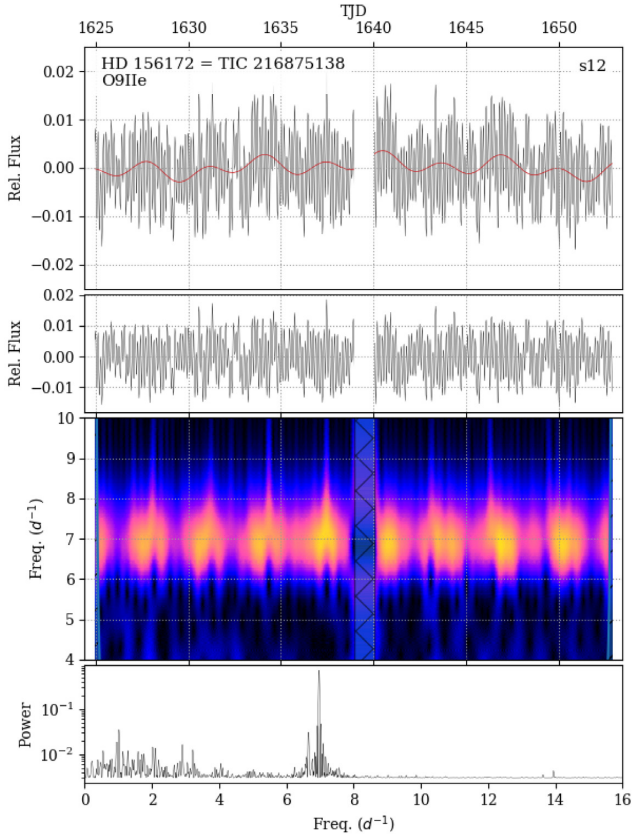 TJD
1625 1630 1635 1640 1645 1650
HD 156172 = TIC 216875138
O9IIe
s12
Rel. Flux
0.02
0.01
0.00
−0.01
−0.02
Rel. Flux
0.02
0.01
0.00
−0.01
Freq. (d⁻¹)
10
9
8
7
6
5
4
Power
10⁻¹
10⁻²
0 2 4 6 8 10 12 14 16
Freq. (d⁻¹)